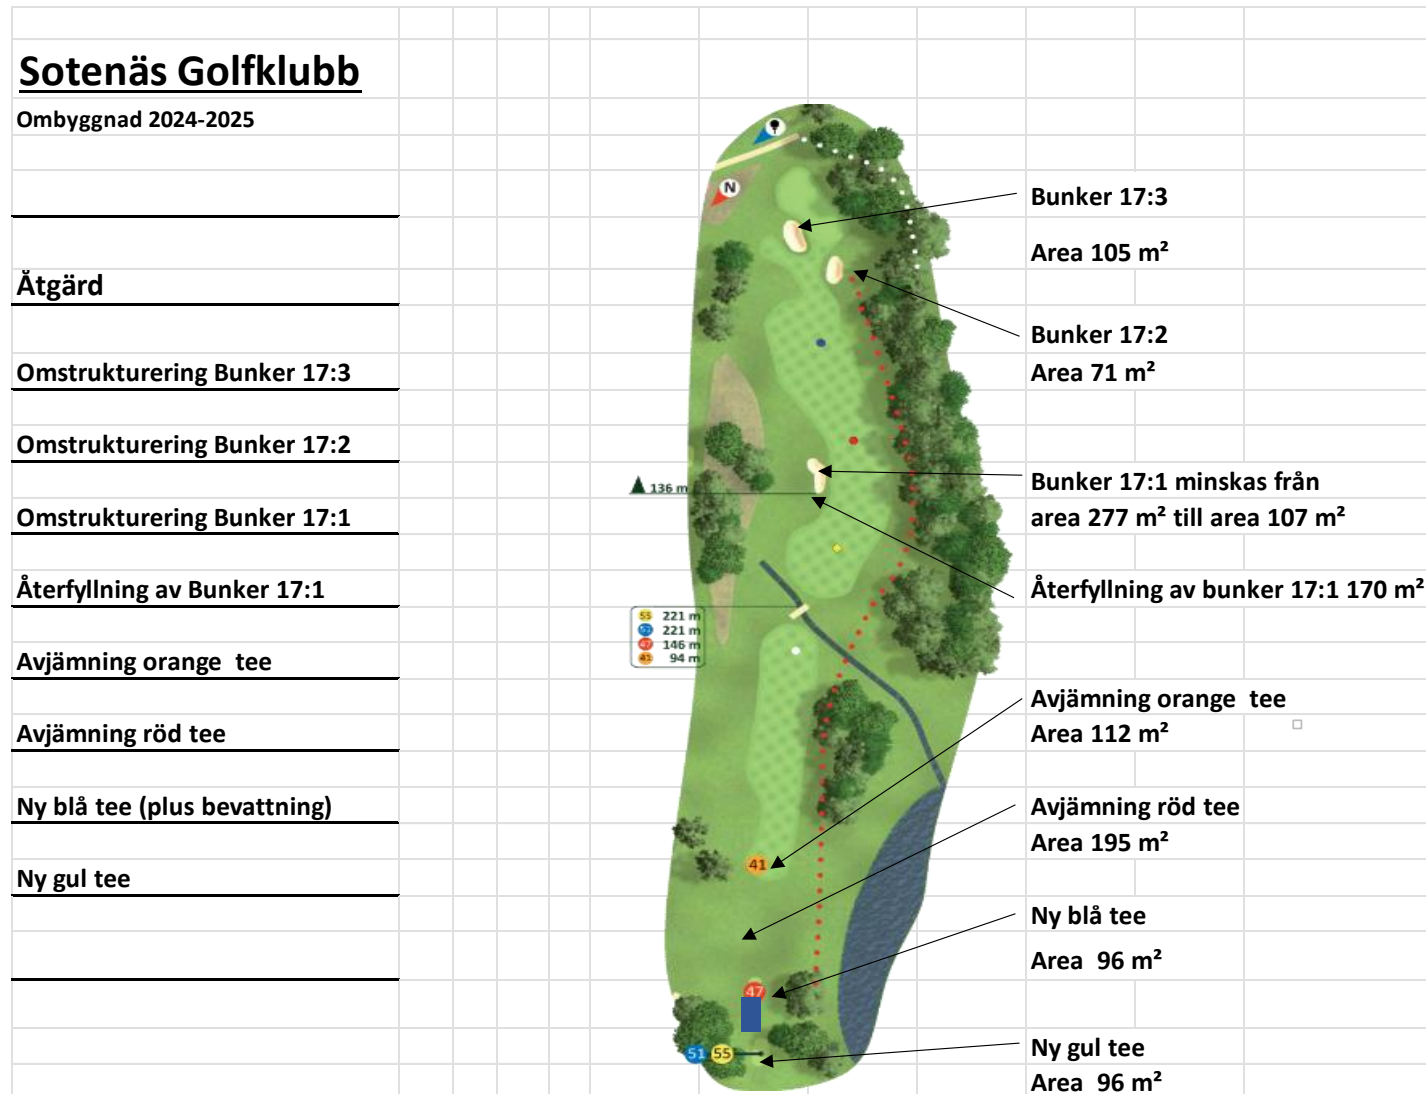 Sotenäs Golfklubb
Ombyggnad 2024-2025
Åtgärd
Omstrukturering Bunker 17:3
Omstrukturering Bunker 17:2
Omstrukturering Bunker 17:1
Återfyllning av Bunker 17:1
Avjämning orange  tee
Avjämning röd tee
Ny blå tee (plus bevattning)
Ny gul tee
N
136 m
55 221 m
51 221 m
47 146 m
41 94 m
41
47
51 55
Bunker 17:3
Area 105 m²
Bunker 17:2
Area 71 m²
Bunker 17:1 minskas från
area 277 m² till area 107 m²
Återfyllning av bunker 17:1 170 m²
Avjämning orange  tee
Area 112 m²
Avjämning röd tee
Area 195 m²
Ny blå tee
Area  96 m²
Ny gul tee
Area 96 m²